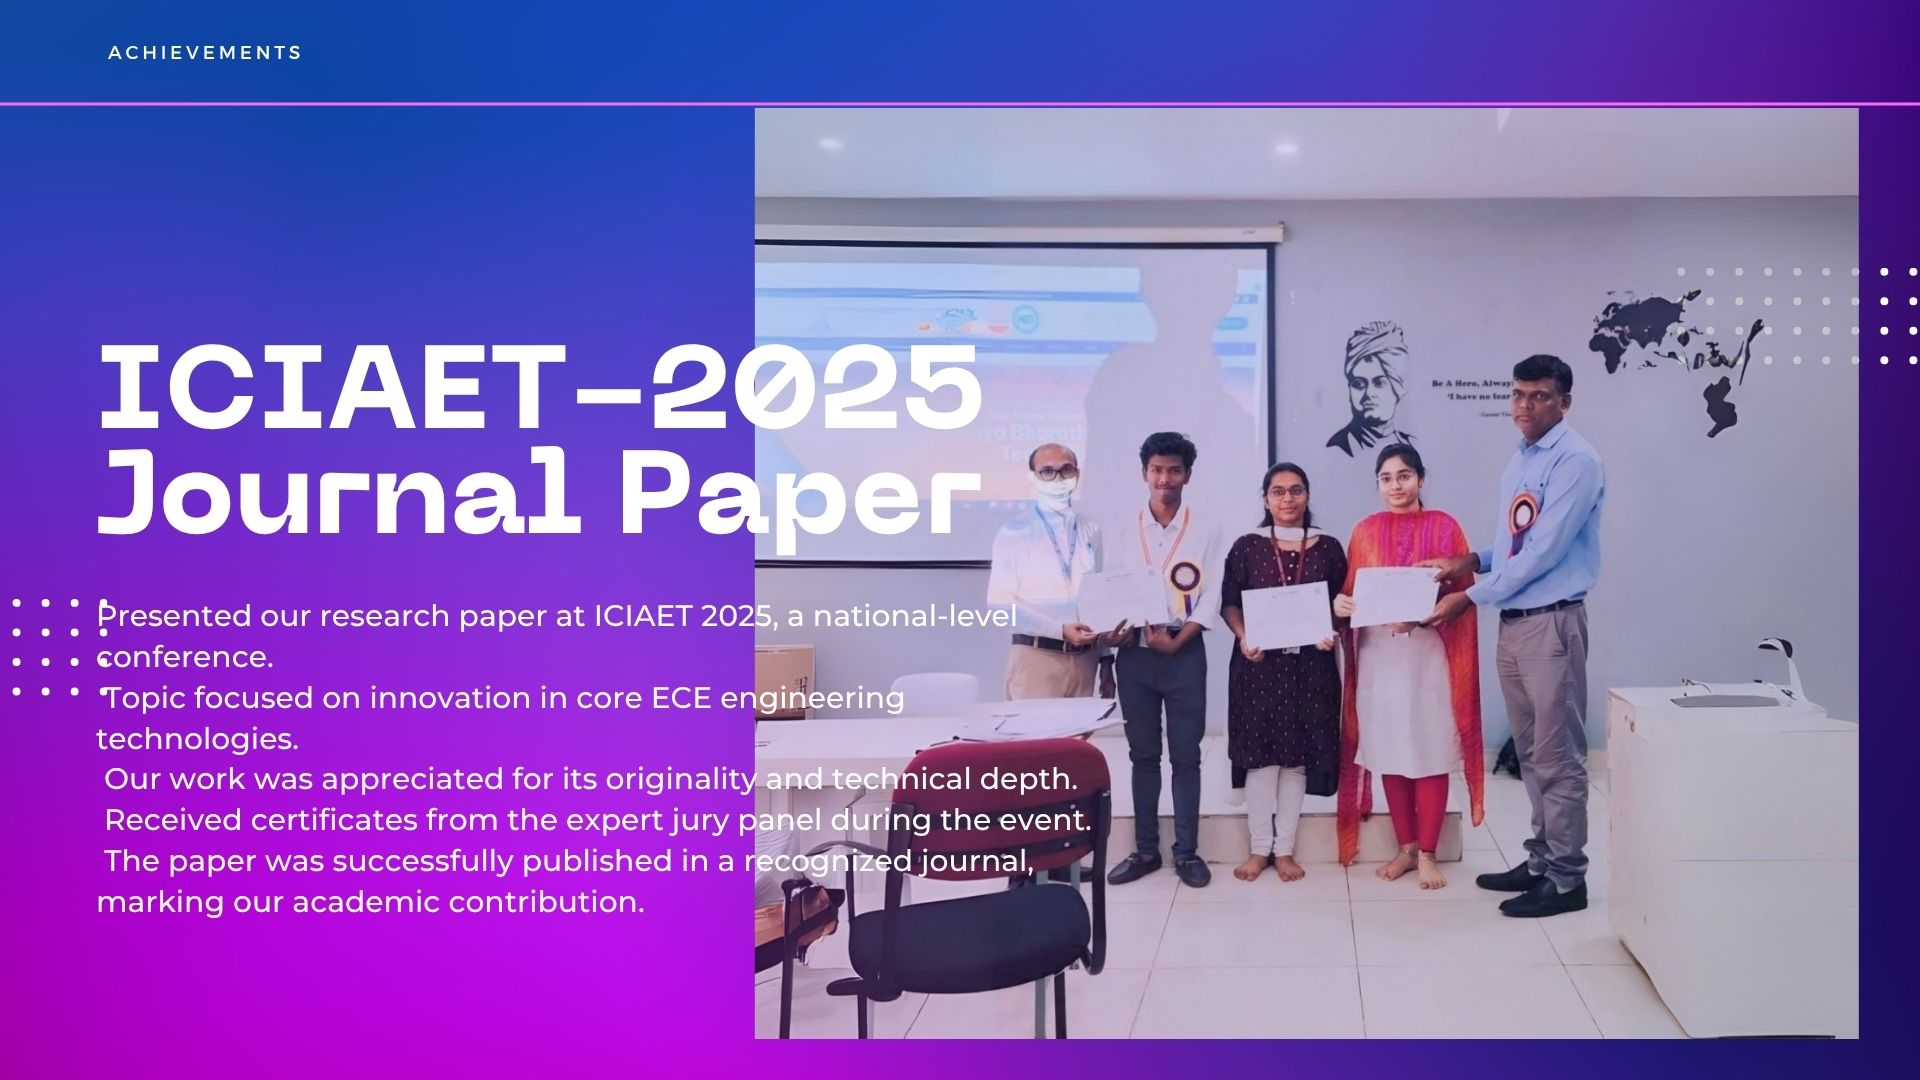 ACHIEVEMENTS
ICIAET-2025
Journal Paper
Presented our research paper at ICIAET 2025, a national-level
conference.
Topic focused on innovation in core ECE engineering
technologies.
Our work was appreciated for its originality and technical depth.
Received certificates from the expert jury panel during the event.
The paper was successfully published in a recognized journal,
marking our academic contribution.
Be A Hero, Always
'I have no fear